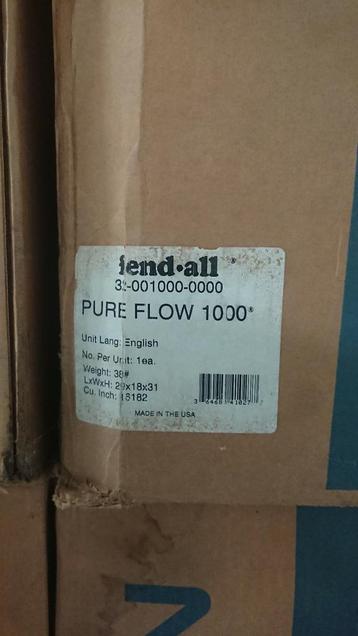 fend•all®
32-001000-0000
PURE FLOW 1000®
Unit Lang: English
No. Per Unit: 1ea.
Weight: 38#
LxWxH: 29x18x31
Cu. Inch: 16182
MADE IN THE USA